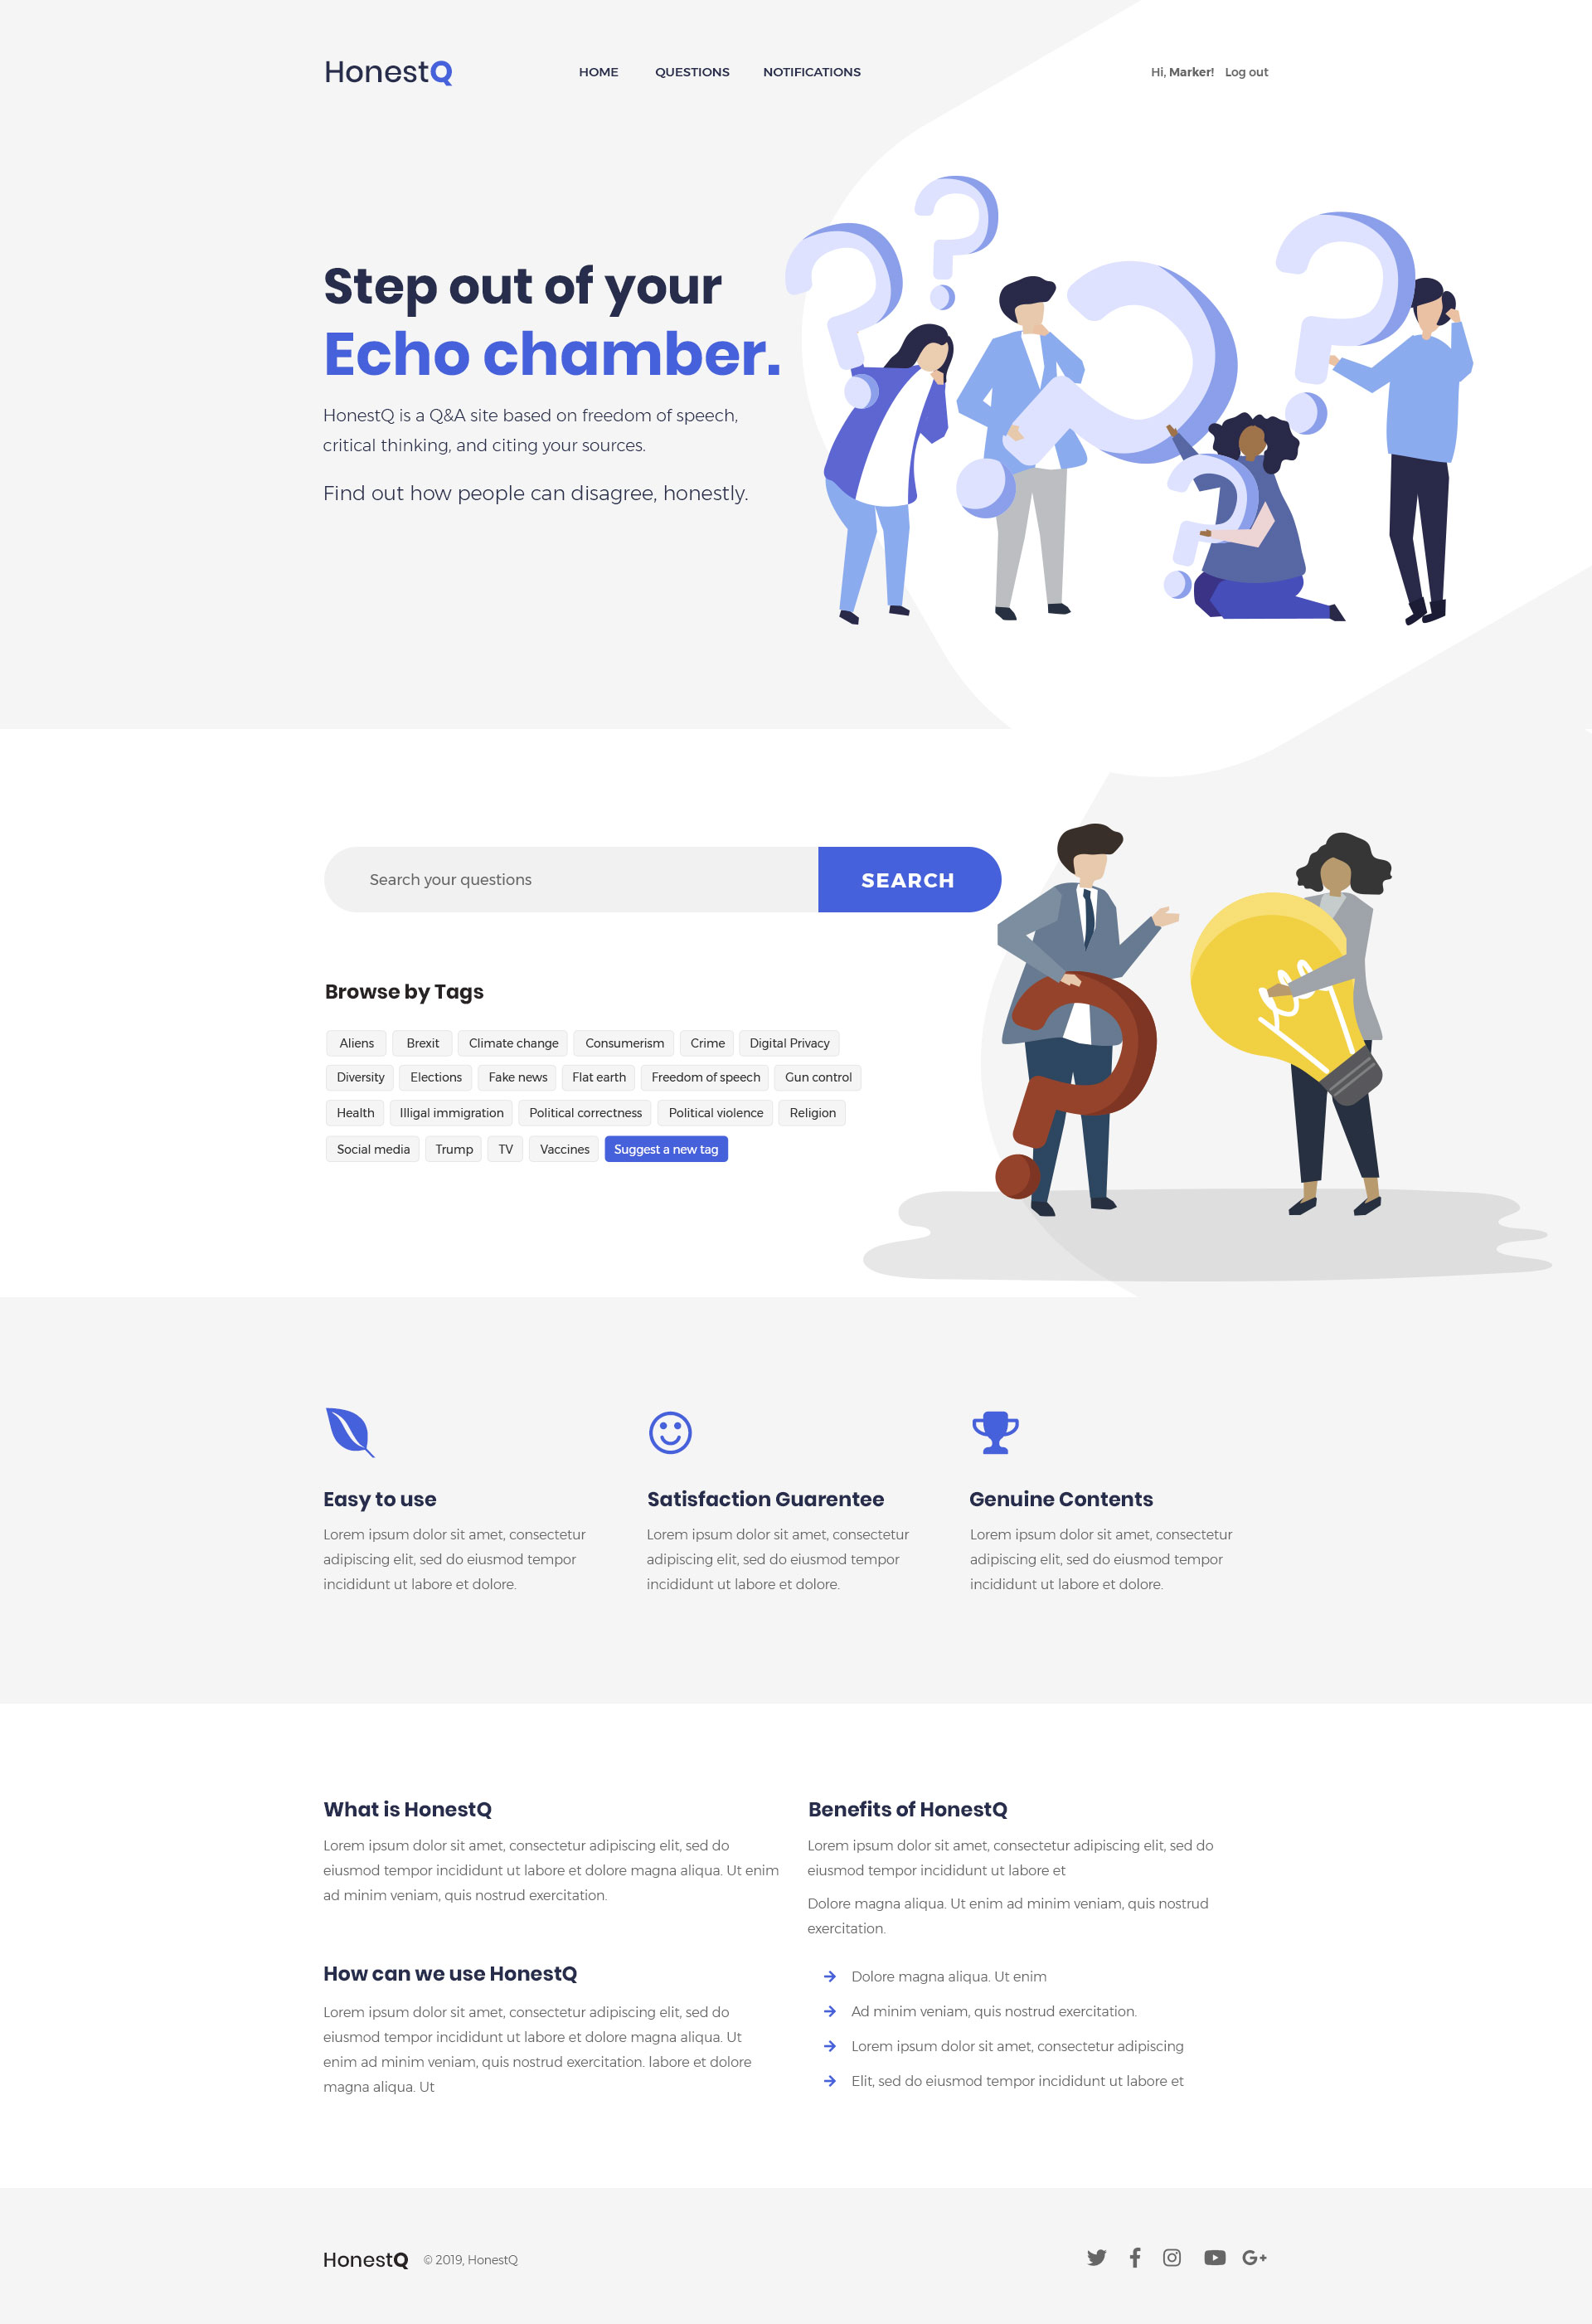 HonestQ
HOME QUESTIONS NOTIFICATIONS
Hi, Marker! Log out
Step out of your
Echo chamber.
HonestQ is a Q&A site based on freedom of speech,
critical thinking, and citing your sources.
Find out how people can disagree, honestly.
Search your questions
SEARCH
Browse by Tags
Aliens Brexit Climate change Consumerism Crime Digital Privacy
Diversity Elections Fake news Flat earth Freedom of speech Gun control
Health Illigal immigration Political correctness Political violence Religion
Social media Trump TV Vaccines Suggest a new tag
Easy to use
Lorem ipsum dolor sit amet, consectetur
adipiscing elit, sed do eiusmod tempor
incididunt ut labore et dolore.
Satisfaction Guarentee
Lorem ipsum dolor sit amet, consectetur
adipiscing elit, sed do eiusmod tempor
incididunt ut labore et dolore.
Genuine Contents
Lorem ipsum dolor sit amet, consectetur
adipiscing elit, sed do eiusmod tempor
incididunt ut labore et dolore.
What is HonestQ
Lorem ipsum dolor sit amet, consectetur adipiscing elit, sed do
eiusmod tempor incididunt ut labore et dolore magna aliqua. Ut enim
ad minim veniam, quis nostrud exercitation.
How can we use HonestQ
Lorem ipsum dolor sit amet, consectetur adipiscing elit, sed do
eiusmod tempor incididunt ut labore et dolore magna aliqua. Ut
enim ad minim veniam, quis nostrud exercitation. labore et dolore
magna aliqua. Ut
Benefits of HonestQ
Lorem ipsum dolor sit amet, consectetur adipiscing elit, sed do
eiusmod tempor incididunt ut labore et
Dolore magna aliqua. Ut enim ad minim veniam, quis nostrud
exercitation.
Dolore magna aliqua. Ut enim
Ad minim veniam, quis nostrud exercitation.
Lorem ipsum dolor sit amet, consectetur adipiscing
Elit, sed do eiusmod tempor incididunt ut labore et
HonestQ © 2019, HonestQ